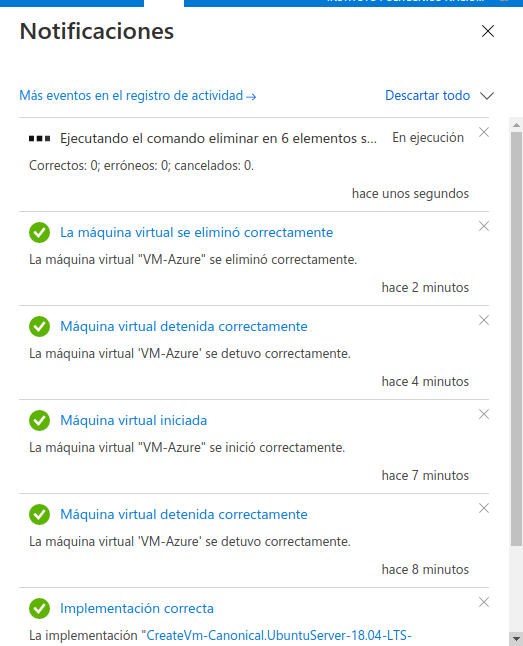 Notificaciones
Más eventos en el registro de actividad→
Descartar todo
Ejecutando el comando eliminar en 6 elementos s...
En ejecución
Correctos: 0; erróneos: 0; cancelados: 0.
hace unos segundos
La máquina virtual se eliminó correctamente
La máquina virtual "VM-Azure" se eliminó correctamente.
hace 2 minutos
Máquina virtual detenida correctamente
La máquina virtual 'VM-Azure' se detuvo correctamente.
hace 4 minutos
Máquina virtual iniciada
La máquina virtual "VM-Azure" se inició correctamente.
hace 7 minutos
Máquina virtual detenida correctamente
La máquina virtual 'VM-Azure' se detuvo correctamente.
hace 8 minutos
Implementación correcta
La implementación "CreateVm-Canonical.UbuntuServer-18.04-LTS-